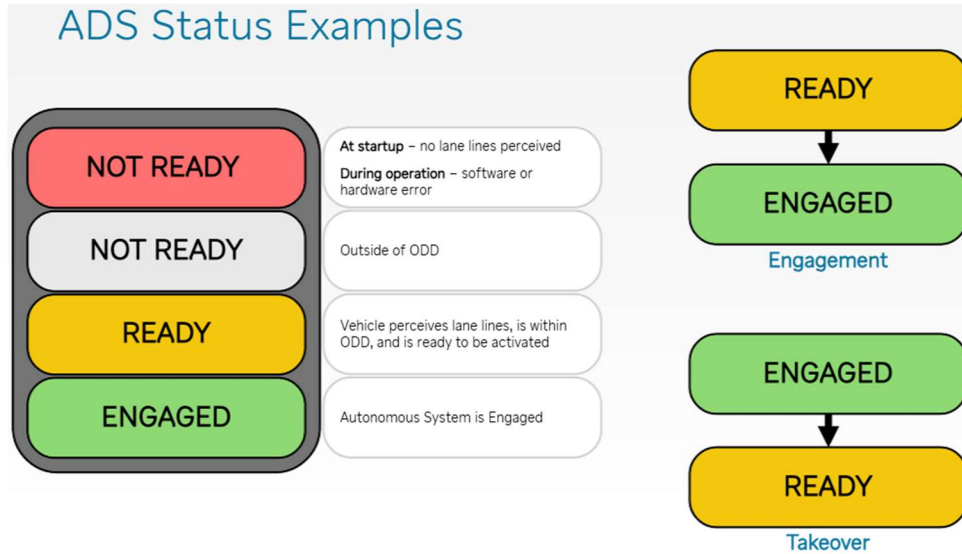 ADS Status Examples
NOT READY
At startup – no lane lines perceived
During operation – software or
hardware error
NOT READY
Outside of ODD
READY
Vehicle perceives lane lines, is within
ODD, and is ready to be activated
ENGAGED
Autonomous System is Engaged
READY
ENGAGED
Engagement
ENGAGED
READY
Takeover